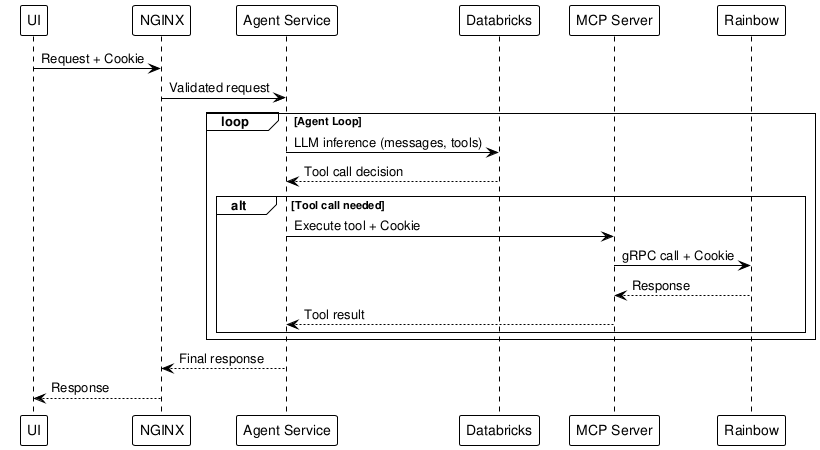 UI
NGINX
Agent Service
Databricks
MCP Server
Rainbow
Request + Cookie
Validated request
loop
[Agent Loop]
LLM inference (messages, tools)
Tool call decision
alt
[Tool call needed]
Execute tool + Cookie
gRPC call + Cookie
Response
Tool result
Final response
Response
UI
NGINX
Agent Service
Databricks
MCP Server
Rainbow